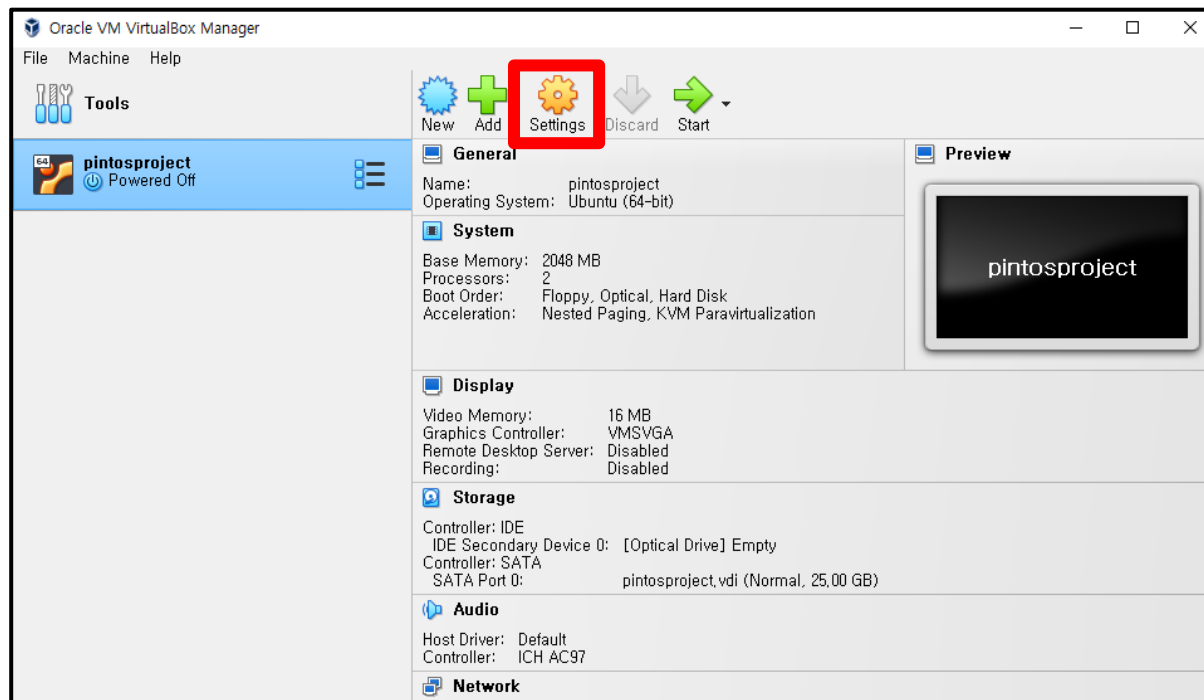 Oracle VM VirtualBox Manager
File Machine Help
Tools
New Add Settings Discard Start
64
pintosproject
Powered Off
General
Name: pintosproject
Operating System: Ubuntu (64-bit)
Preview
pintosproject
System
Base Memory: 2048 MB
Processors: 2
Boot Order: Floppy, Optical, Hard Disk
Acceleration: Nested Paging, KVM Paravirtualization
Display
Video Memory: 16 MB
Graphics Controller: VMSVGA
Remote Desktop Server: Disabled
Recording: Disabled
Storage
Controller: IDE
IDE Secondary Device 0: [Optical Drive] Empty
Controller: SATA
SATA Port 0: pintosproject.vdi (Normal, 25,00 GB)
Audio
Host Driver: Default
Controller: ICH AC97
Network